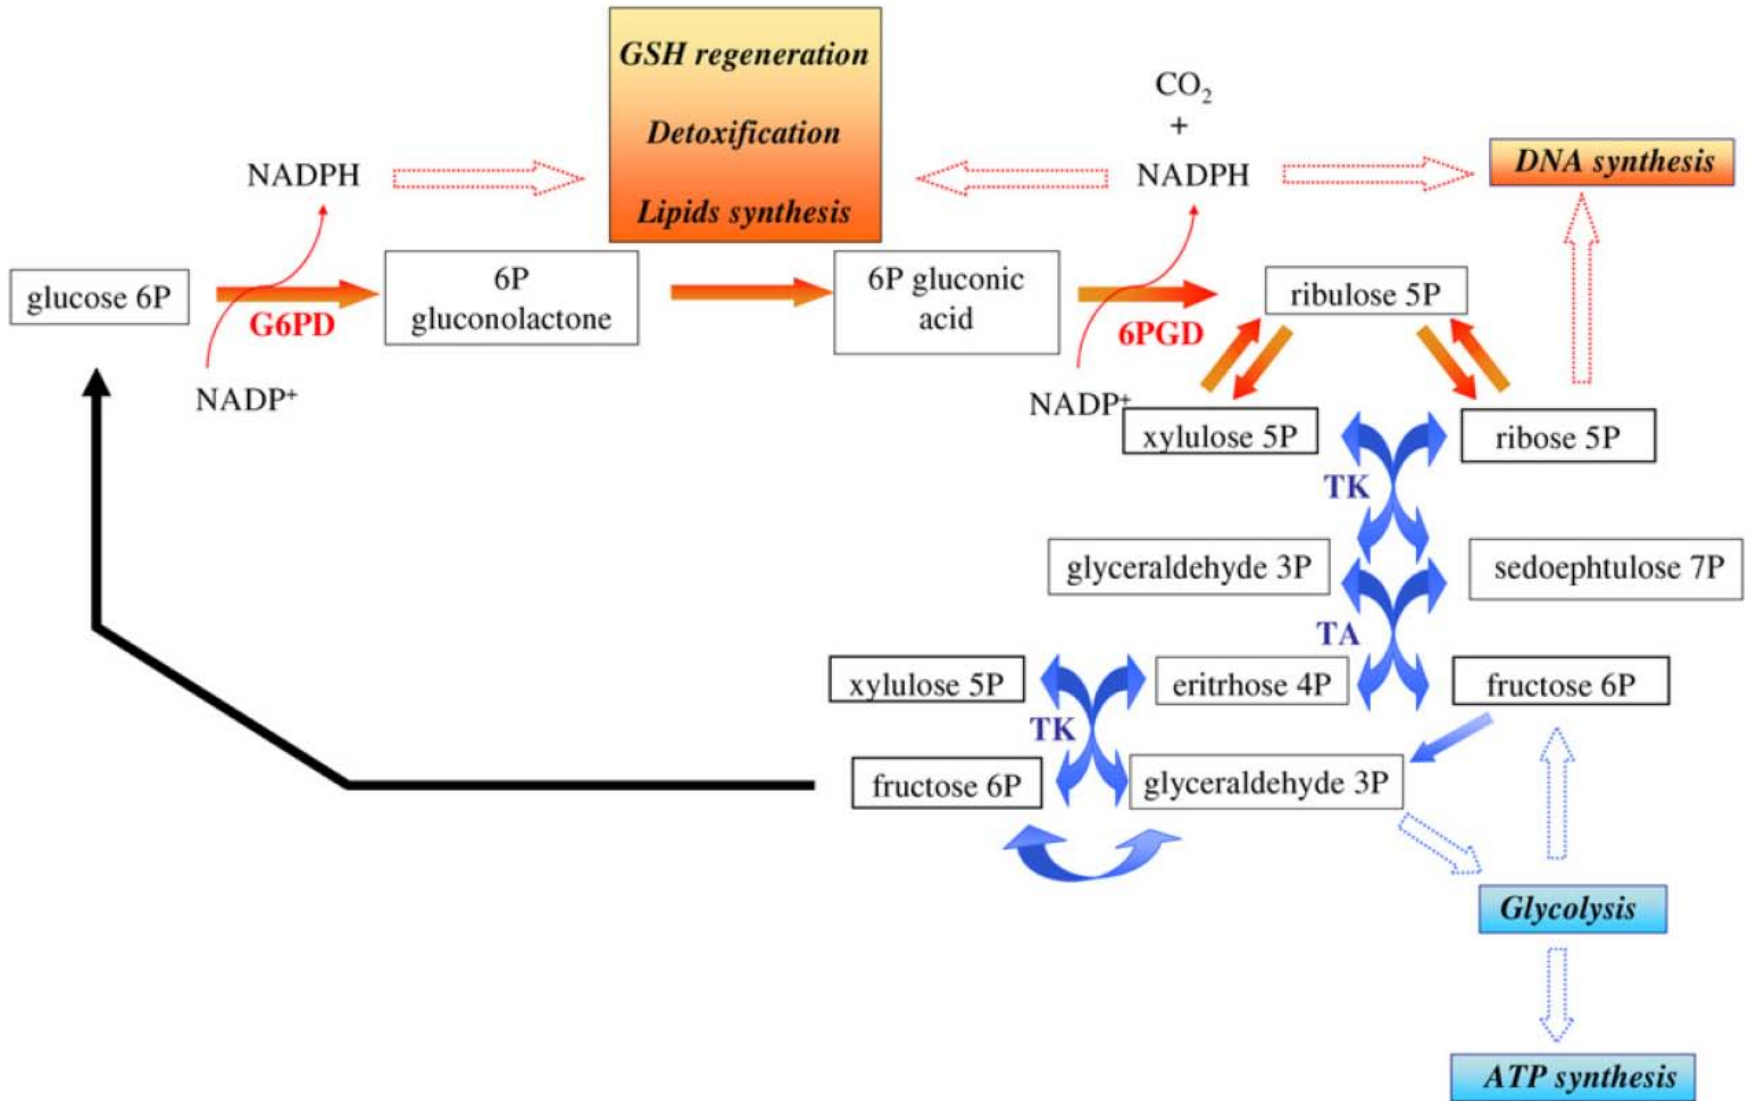 GSH regeneration
Detoxification
Lipids synthesis
CO₂
+
NADPH
NADPH
DNA synthesis
glucose 6P
G6PD
NADP⁺
6P
gluconolactone
6P gluconic
acid
6PGD
NADP⁺
ribulose 5P
xylulose 5P
ribose 5P
TK
glyceraldehyde 3P
sedoephtulose 7P
TA
xylulose 5P
eritrhose 4P
fructose 6P
TK
fructose 6P
glyceraldehyde 3P
Glycolysis
ATP synthesis